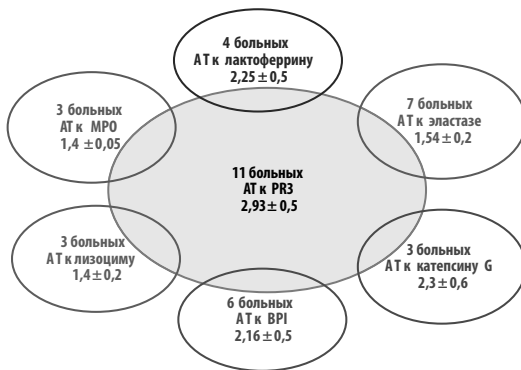 4 больных
АТ к лактоферрину
2,25±0,5
3 больных
АТ к МРО
1,4 ±0,05
7 больных
АТ к эластазе
1,54±0,2
11 больных
АТ к PR3
2,93±0,5
3 больных
АТ к лизоциму
1,4±0,2
3 больных
АТ к катепсину G
2,3±0,6
6 больных
АТ к BPI
2,16±0,5